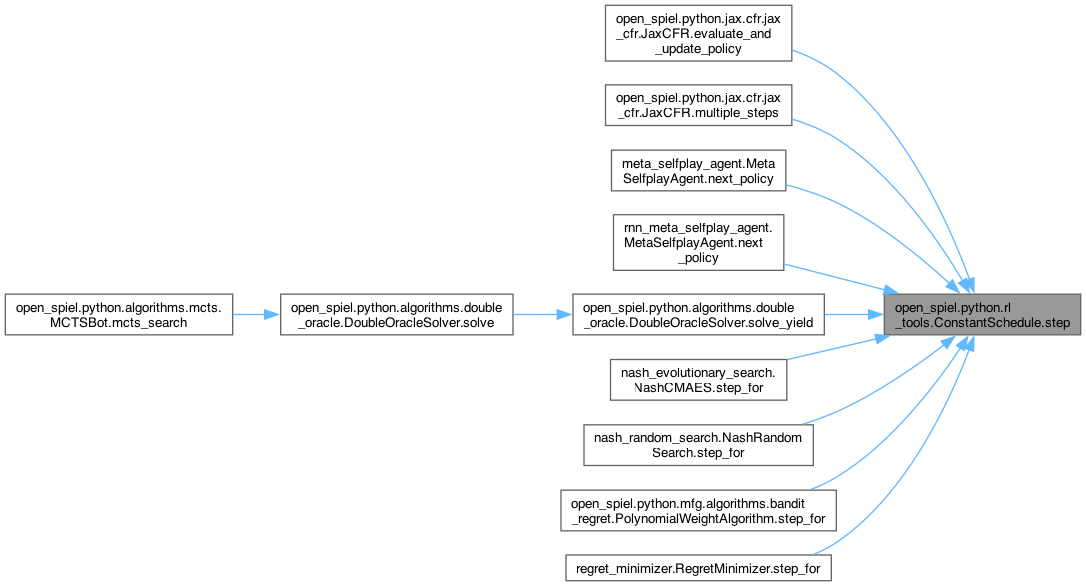 open_spiel.python.jax.cfr.jax
_cfr.JaxCFR.evaluate_and
_update_policy
open_spiel.python.jax.cfr.jax
_cfr.JaxCFR.multiple_steps
meta_selfplay_agent.Meta
SelfplayAgent.next_policy
rnn_meta_selfplay_agent.
MetaSelfplayAgent.next
_policy
open_spiel.python.algorithms.mcts.
MCTSBot.mcts_search
open_spiel.python.algorithms.double
_oracle.DoubleOracleSolver.solve
open_spiel.python.algorithms.double
_oracle.DoubleOracleSolver.solve_yield
open_spiel.python.rl
_tools.ConstantSchedule.step
nash_evolutionary_search.
NashCMAES.step_for
nash_random_search.NashRandom
Search.step_for
open_spiel.python.mfg.algorithms.bandit
_regret.PolynomialWeightAlgorithm.step_for
regret_minimizer.RegretMinimizer.step_for